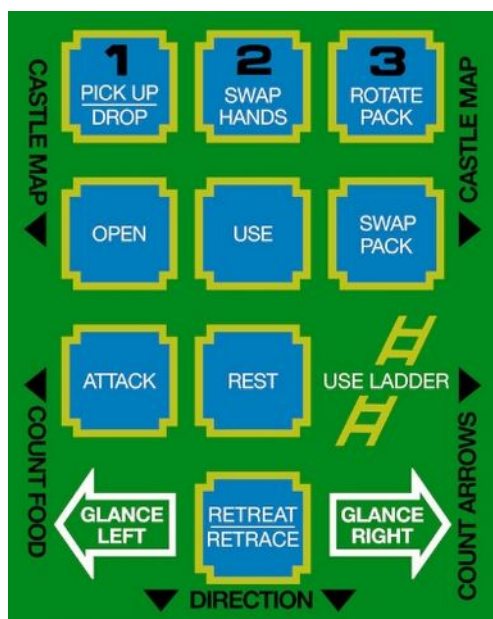 1
PICK UP
DROP
2
SWAP
HANDS
3
ROTATE
PACK
CASTLE MAP
CASTLE MAP
OPEN
USE
SWAP
PACK
ATTACK
REST
USE LADDER
COUNT FOOD
COUNT ARROWS
GLANCE
LEFT
RETREAT
RETRACE
GLANCE
RIGHT
DIRECTION